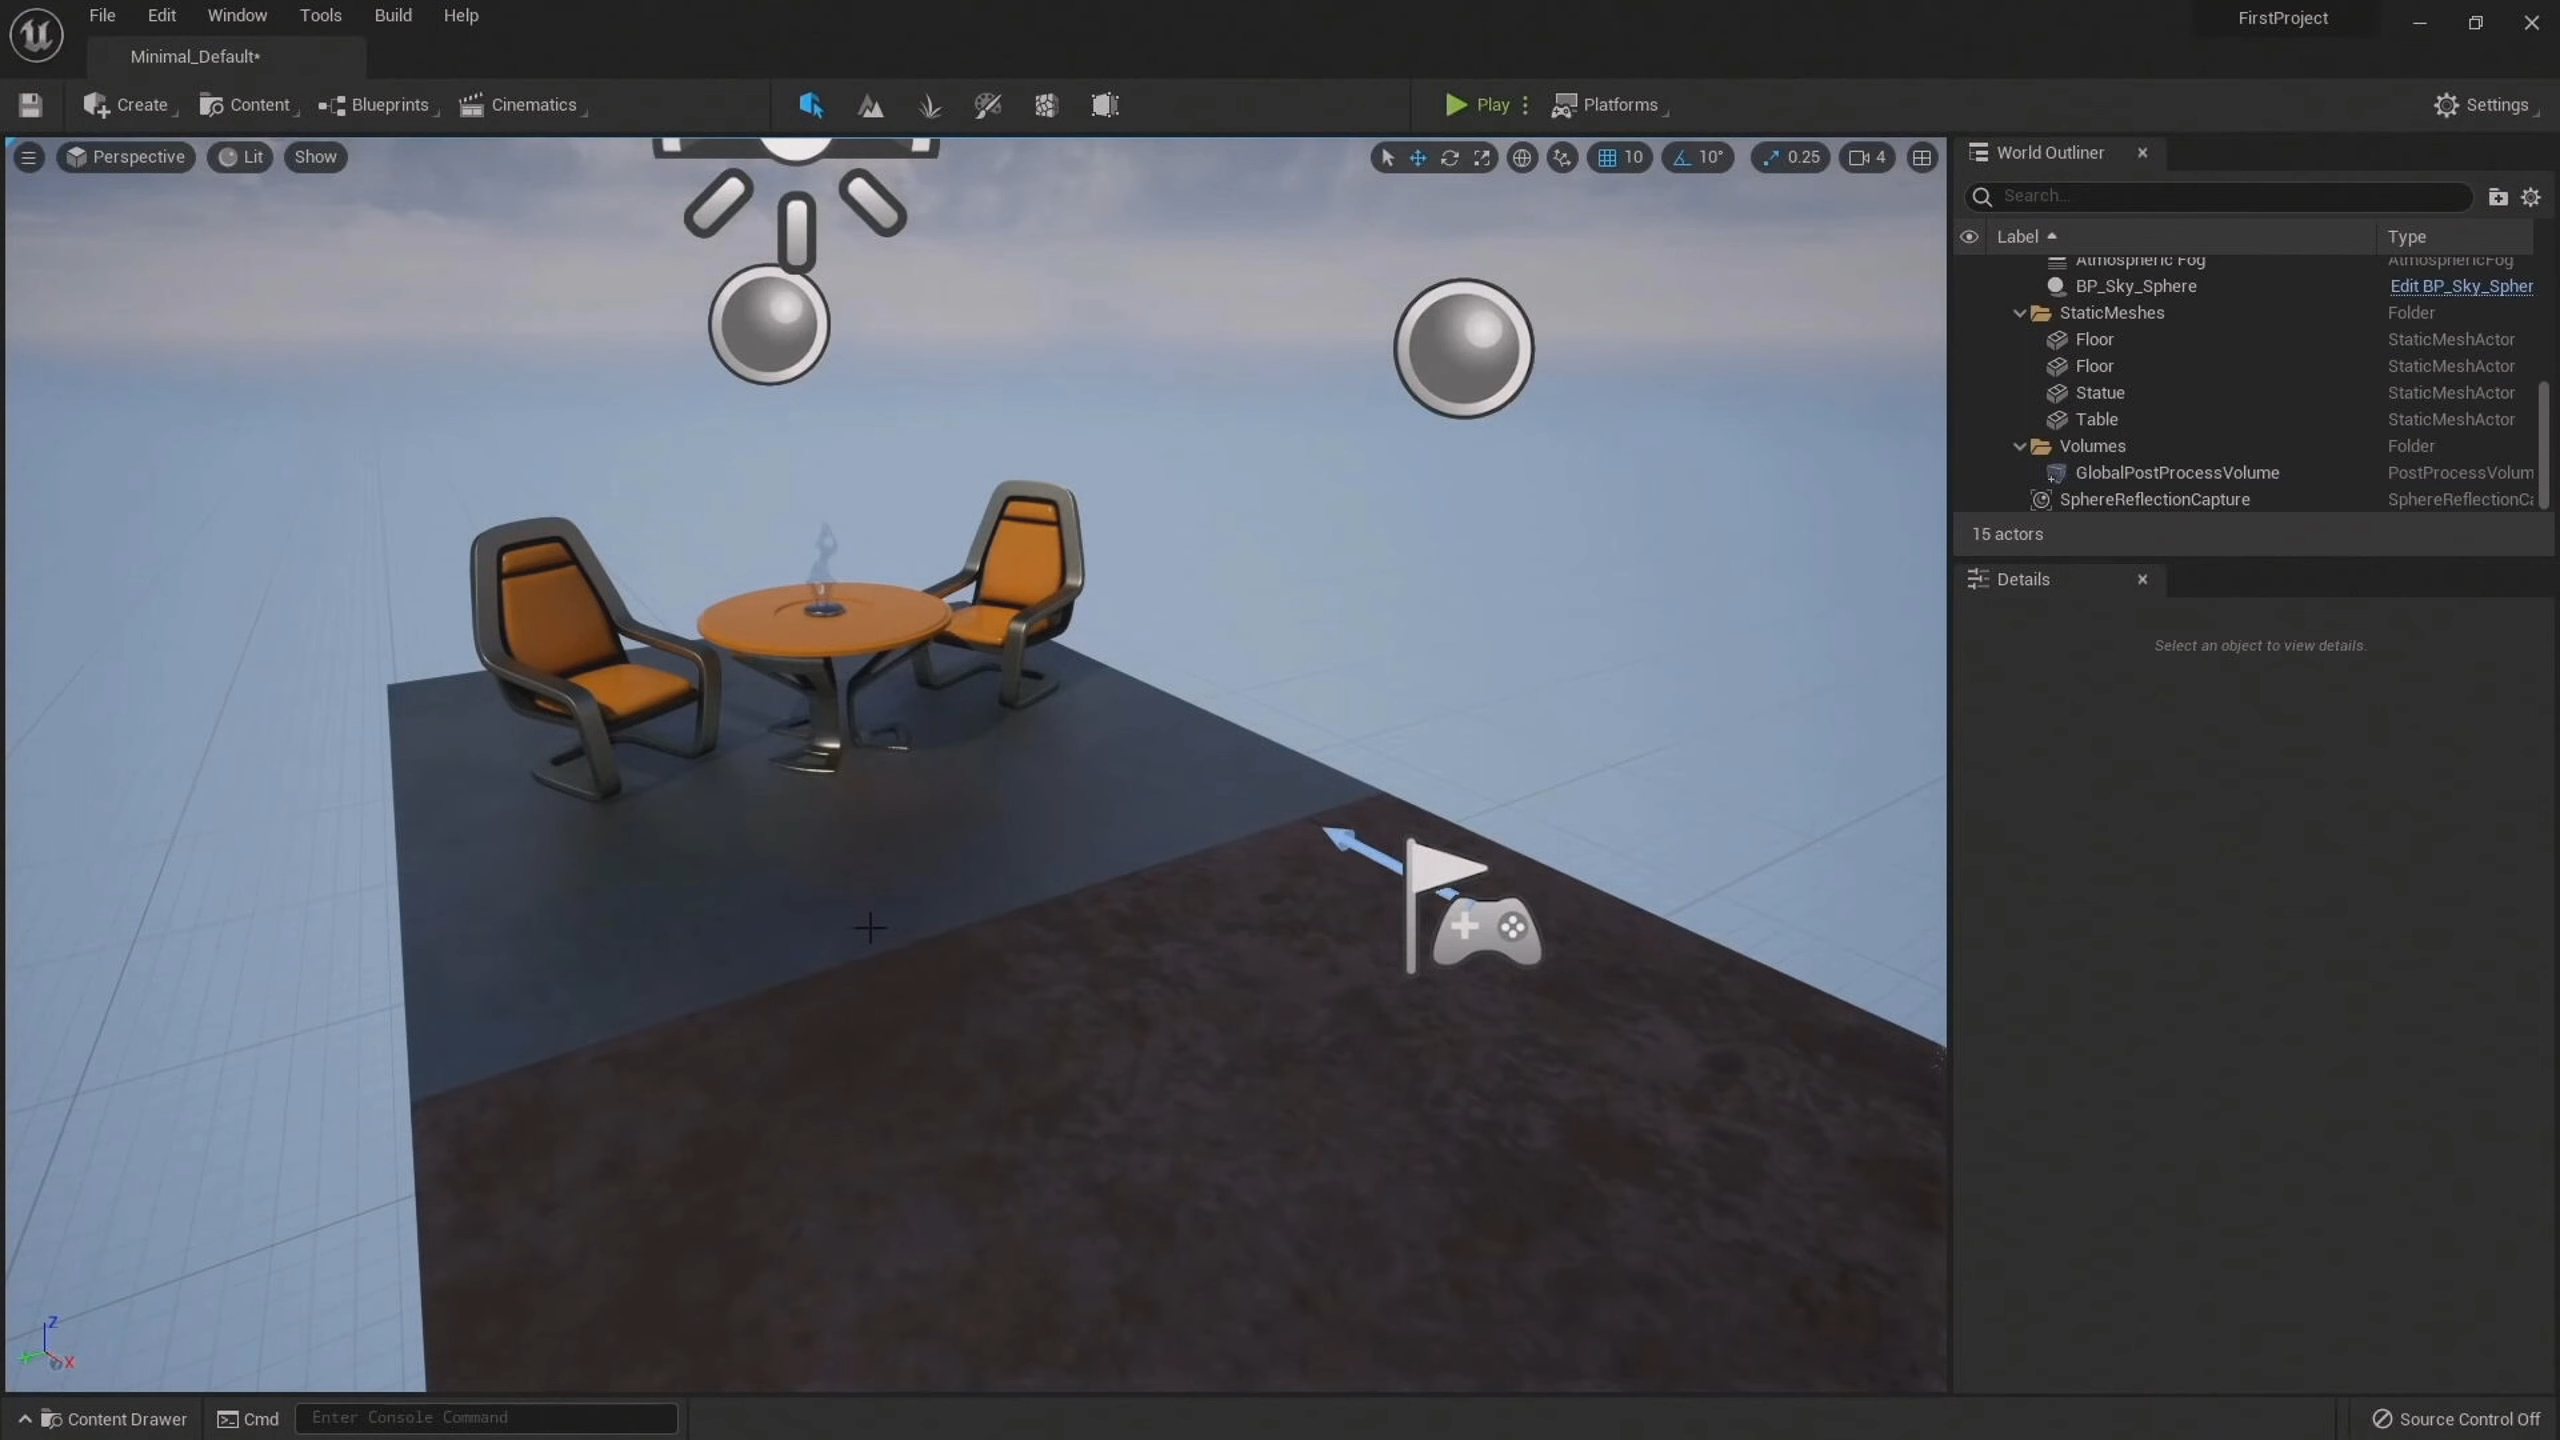 File Edit Window Tools Build Help
FirstProject
Minimal_Default*
Create Content Blueprints Cinematics
Play Platforms
Settings
Perspective Lit Show
10 10° 0.25 4
World Outliner
Search...
Label Type
Atmospheric Fog AtmosphericFog
BP_Sky_Sphere Edit BP_Sky_Spher
StaticMeshes Folder
Floor StaticMeshActor
Floor StaticMeshActor
Statue StaticMeshActor
Table StaticMeshActor
Volumes Folder
GlobalPostProcessVolume PostProcessVolum
SphereReflectionCapture SphereReflectionCa
15 actors
Details
Select an object to view details.
Z
X
Content Drawer Cmd Enter Console Command
Source Control Off